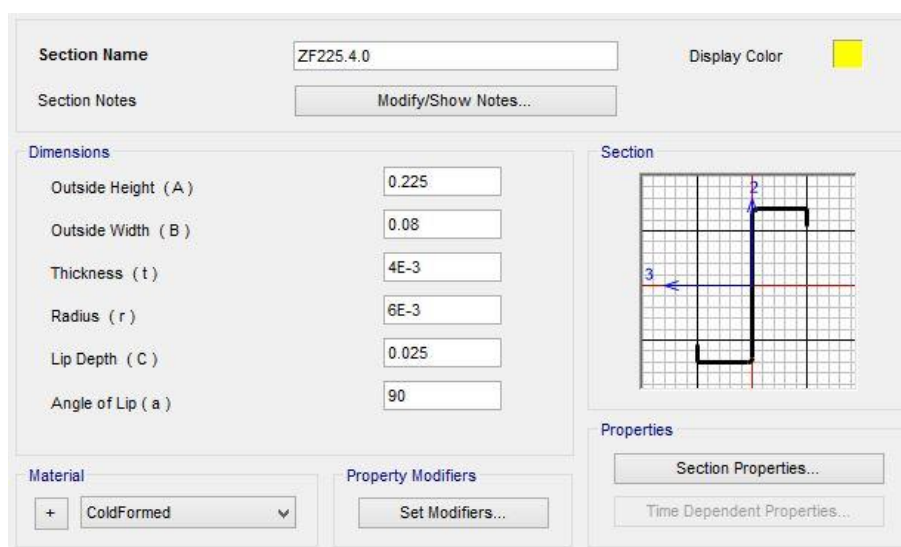 Section Name ZF225.4.0 Display Color
Section Notes Modify/Show Notes...
Dimensions
Outside Height ( A ) 0.225
Outside Width ( B ) 0.08
Thickness ( t ) 4E-3
Radius ( r ) 6E-3
Lip Depth ( C ) 0.025
Angle of Lip ( a ) 90
Section
2
3
Properties
Section Properties...
Time Dependent Properties...
Material
+ ColdFormed
Property Modifiers
Set Modifiers...